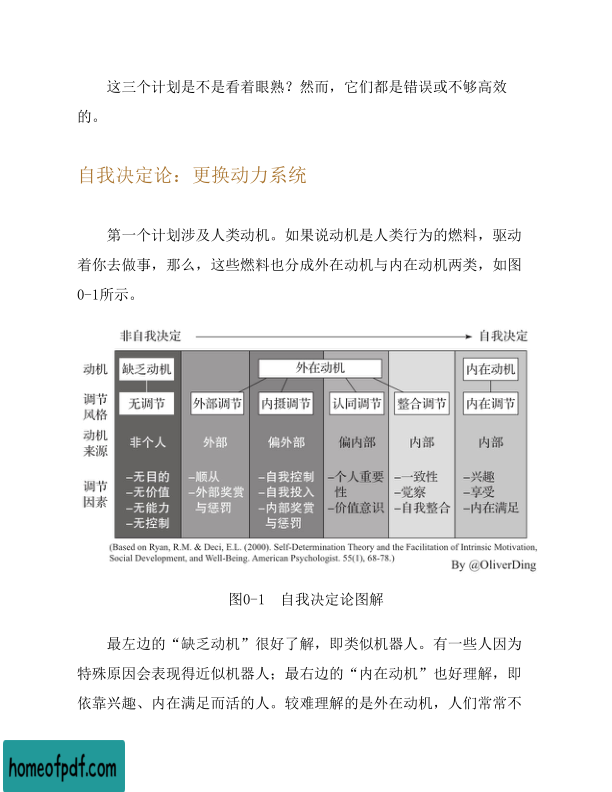 这三个计划是不是看着眼熟？然而，它们都是错误或不够高效
的。
自我决定论：更换动力系统
第一个计划涉及人类动机。如果说动机是人类行为的燃料，驱动
着你去做事，那么，这些燃料也分成外在动机与内在动机两类，如图
0-1所示。
非自我决定 自我决定
动机 缺乏动机 外在动机 内在动机
调节风格 无调节 外部调节 内摄调节 认同调节 整合调节 内在调节
动机来源 非个人 外部 偏外部 偏内部 内部 内部
调节因素
-无目的
-无价值
-无能力
-无控制
-顺从
-外部奖赏
与惩罚
-自我控制
-自我投入
-内部奖赏
与惩罚
-个人重要
性
-价值意识
-一致性
-觉察
-自我整合
-兴趣
-享受
-内在满足
(Based on Ryan, R.M. & Deci, E.L. (2000). Self-Determination Theory and the Facilitation of Intrinsic Motivation,
Social Development, and Well-Being. American Psychologist. 55(1), 68-78.)
By @OliverDing
图0-1 自我决定论图解
最左边的“缺乏动机”很好了解，即类似机器人。有一些人因为
特殊原因会表现得近似机器人；最右边的“内在动机”也好理解，即
依靠兴趣、内在满足而活的人。较难理解的是外在动机，人们常常不
homeofpdf.com